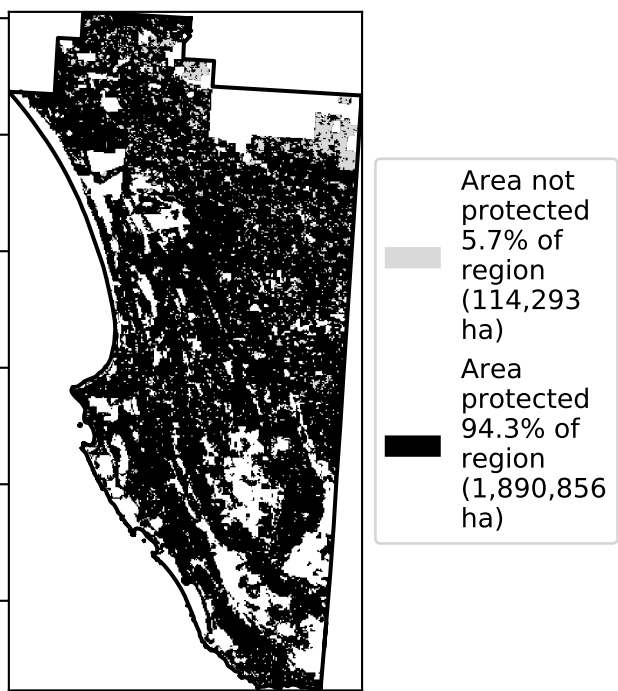 Area not
protected
5.7% of
region
(114,293
ha)
Area
protected
94.3% of
region
(1,890,856
ha)